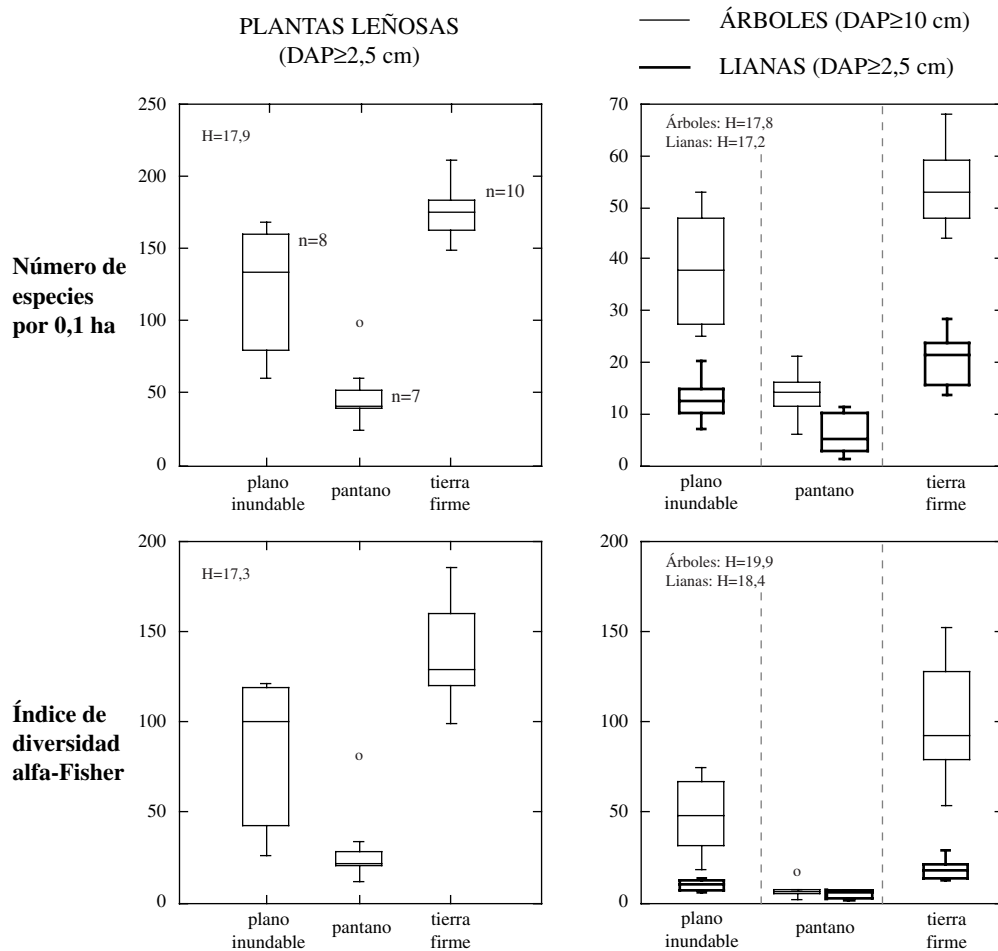 PLANTAS LEÑOSAS
(DAP≥2,5 cm)
ÁRBOLES (DAP≥10 cm)
LIANAS (DAP≥2,5 cm)
Número de
especies
por 0,1 ha
250
200
150
100
50
0
H=17,9
n=8
n=7
n=10
o
plano
inundable
pantano
tierra
firme
70
60
50
40
30
20
10
0
Árboles: H=17,8
Lianas: H=17,2
plano
inundable
pantano
tierra
firme
Índice de
diversidad
alfa-Fisher
200
150
100
50
0
H=17,3
o
plano
inundable
pantano
tierra
firme
200
150
100
50
0
Árboles: H=19,9
Lianas: H=18,4
o
plano
inundable
pantano
tierra
firme